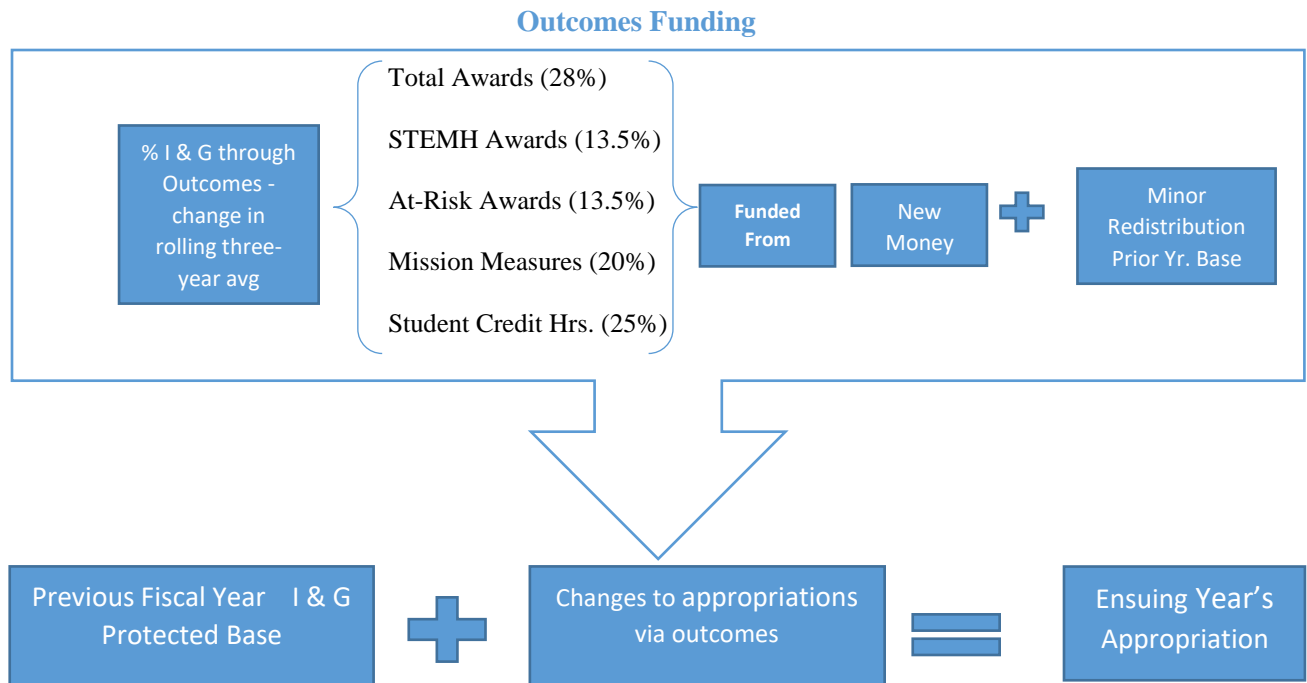 Outcomes Funding
% I & G through
Outcomes -
change in
rolling three-
year avg
Total Awards (28%)
STEMH Awards (13.5%)
At-Risk Awards (13.5%)
Mission Measures (20%)
Student Credit Hrs. (25%)
Funded
From
New
Money
Minor
Redistribution
Prior Yr. Base
Previous Fiscal Year I & G
Protected Base
Changes to appropriations
via outcomes
Ensuing Year's
Appropriation